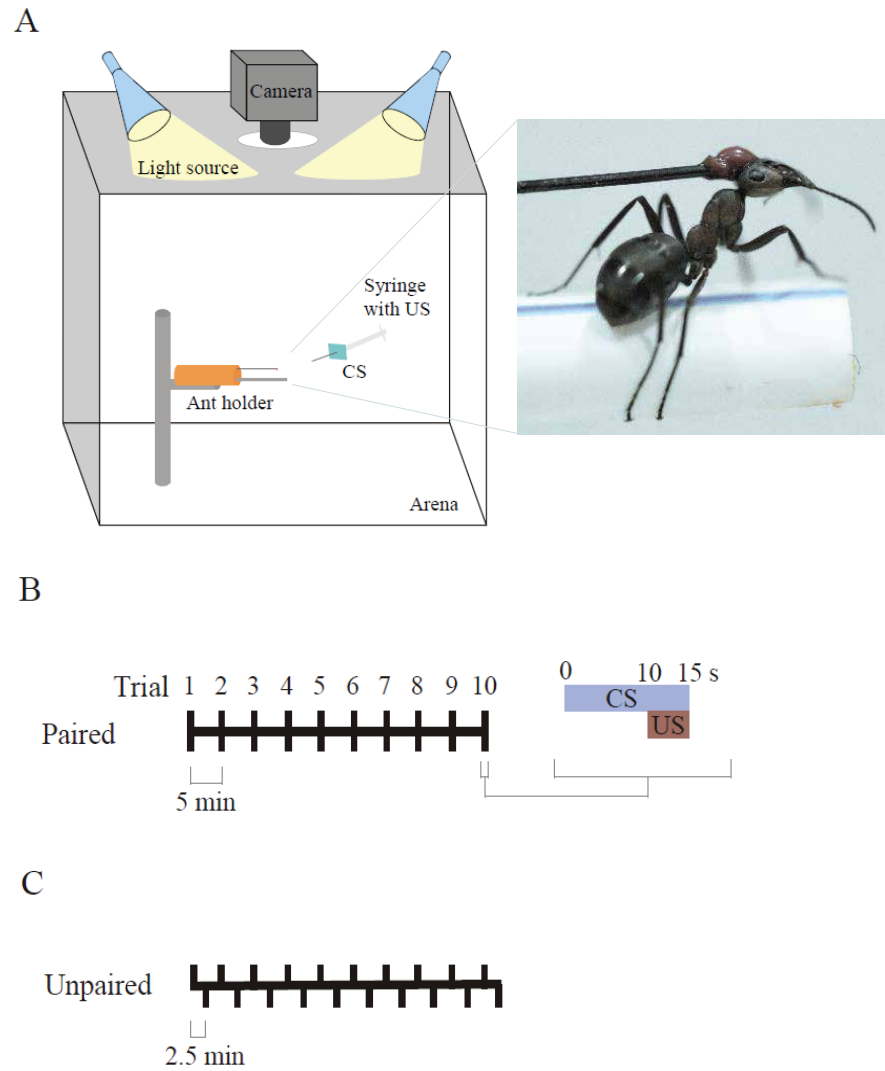 A
Camera
Light source
Syringe
with US
CS
Ant holder
Arena
B
Trial 1 2 3 4 5 6 7 8 9 10
0 10 15 s
CS
US
Paired
5 min
C
Unpaired
2.5 min